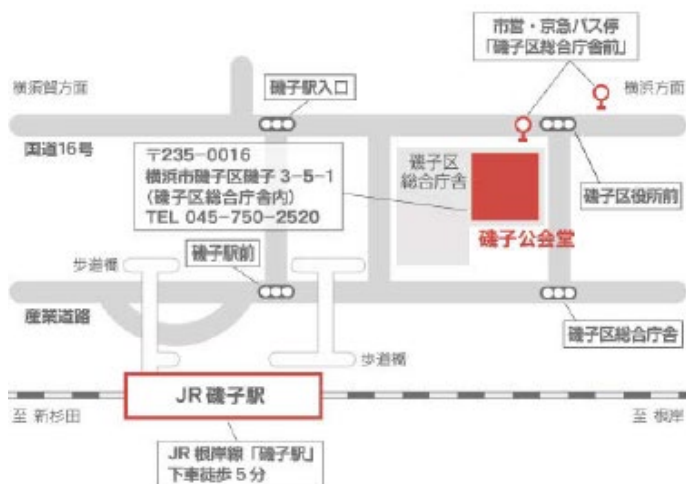 市営・京急バス停
「磯子区総合庁舎前」
横須賀方面
磯子駅入口
横浜方面
国道16号
〒235-0016
横浜市磯子区磯子 3-5-1
(磯子区総合庁舎内)
TEL 045-750-2520
磯子区
総合庁舎
磯子区役所前
磯子公会堂
歩道橋
磯子駅前
産業道路
磯子区総合庁舎
歩道橋
JR 磯子駅
至 新杉田
至 根岸
JR 根岸線「磯子駅」
下車徒歩 5 分